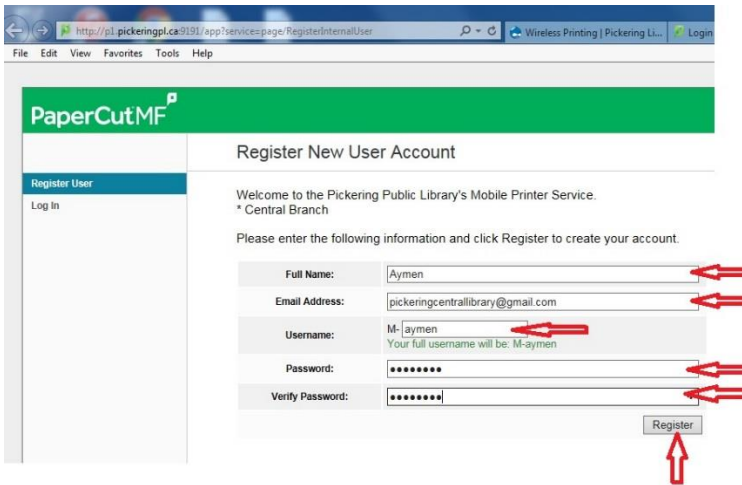 http://p1.pickeringpl.ca:9191/app?service=page/RegisterInternalUser
Wireless Printing | Pickering Li...
Login
File Edit View Favorites Tools Help
PaperCutMF
Register New User Account
Register User
Log In
Welcome to the Pickering Public Library's Mobile Printer Service.
* Central Branch
Please enter the following information and click Register to create your account.
Full Name: Aymen
Email Address: pickeringcentrallibrary@gmail.com
Username: M- aymen
Your full username will be: M-aymen
Password: ••••••••
Verify Password: ••••••••
Register